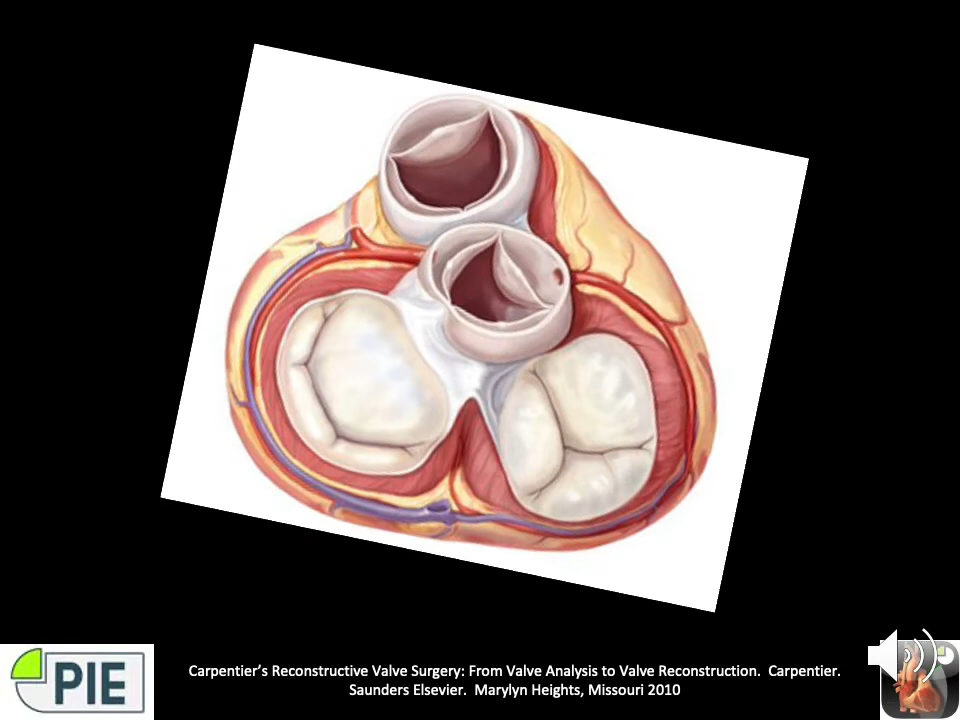 PIE
Carpentier’s Reconstructive Valve Surgery: From Valve Analysis to Valve Reconstruction.  Carpentier.
Saunders Elsevier.  Marylyn Heights, Missouri 2010